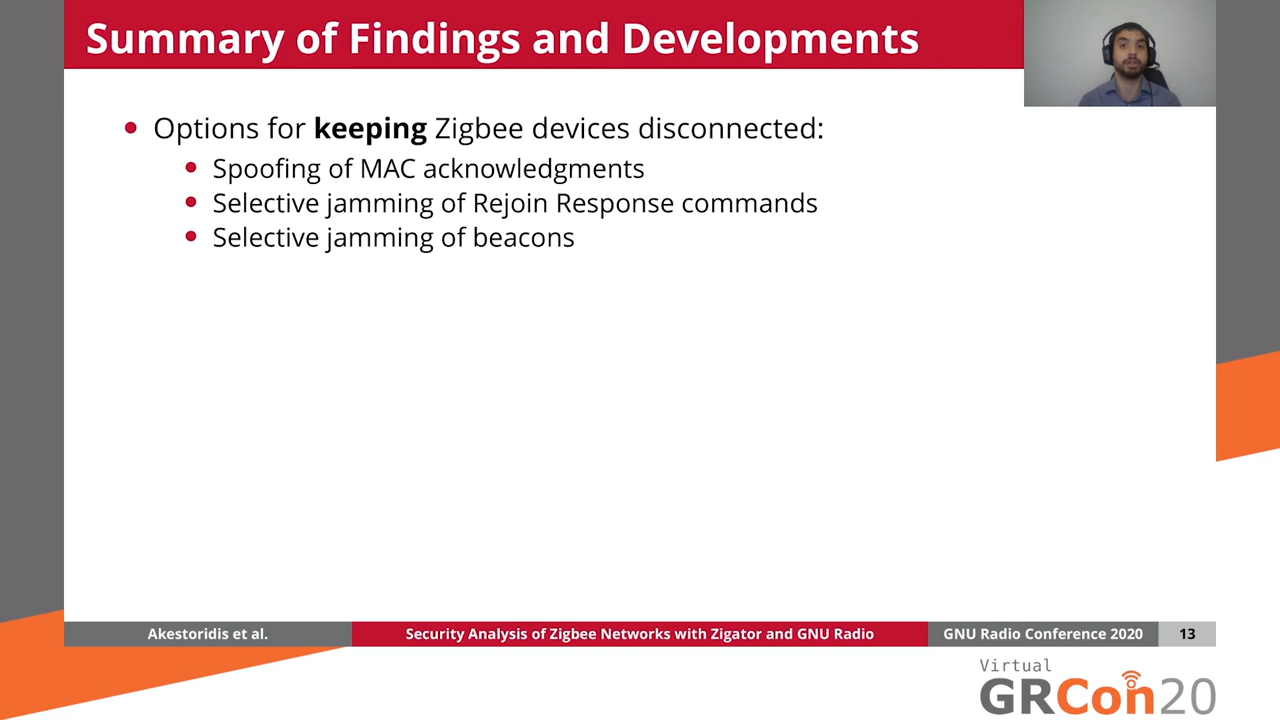 Summary of Findings and Developments
Options for keeping Zigbee devices disconnected:
Spoofing of MAC acknowledgments
Selective jamming of Rejoin Response commands
Selective jamming of beacons
Akestoridis et al.
Security Analysis of Zigbee Networks with Zigator and GNU Radio
GNU Radio Conference 2020
13
Virtual
GRCon20